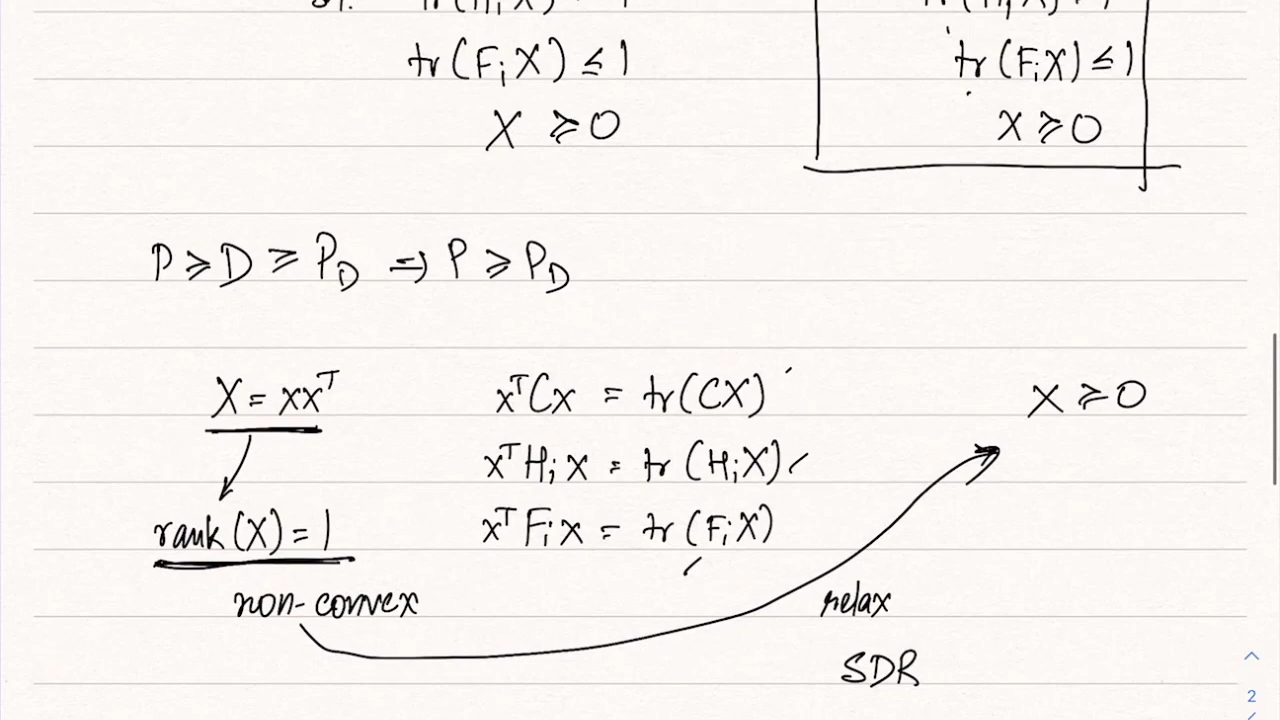 tr(FᵢX) ≤ 1
X ≽ 0
tr(FᵢX) ≤ 1
X ≽ 0
P ≥ D ≥ P_D ⇒ P ≥ P_D
X = xxᵀ
rank(X) = 1
non-convex
xᵀCx = tr(CX)
xᵀHᵢx = tr(HᵢX)
xᵀFᵢx = tr(FᵢX)
X ≽ 0
relax
SDR
2